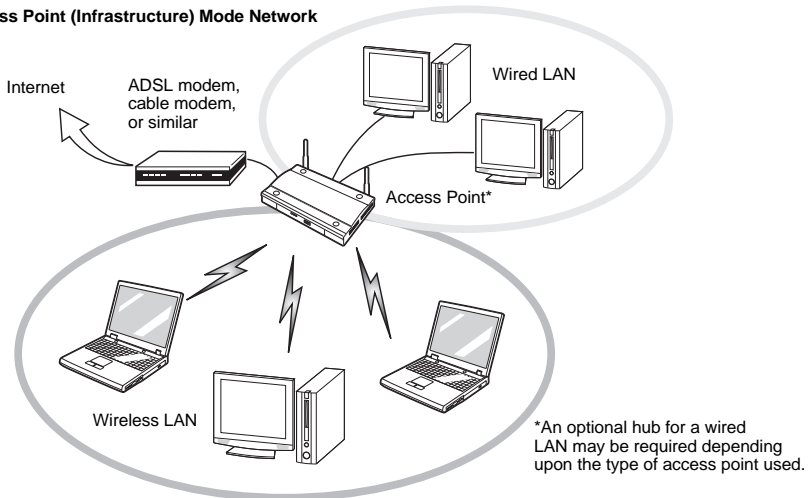 ss Point (Infrastructure) Mode Network
Internet
ADSL modem,
cable modem,
or similar
Wired LAN
Access Point*
Wireless LAN
*An optional hub for a wired
LAN may be required depending
upon the type of access point used.